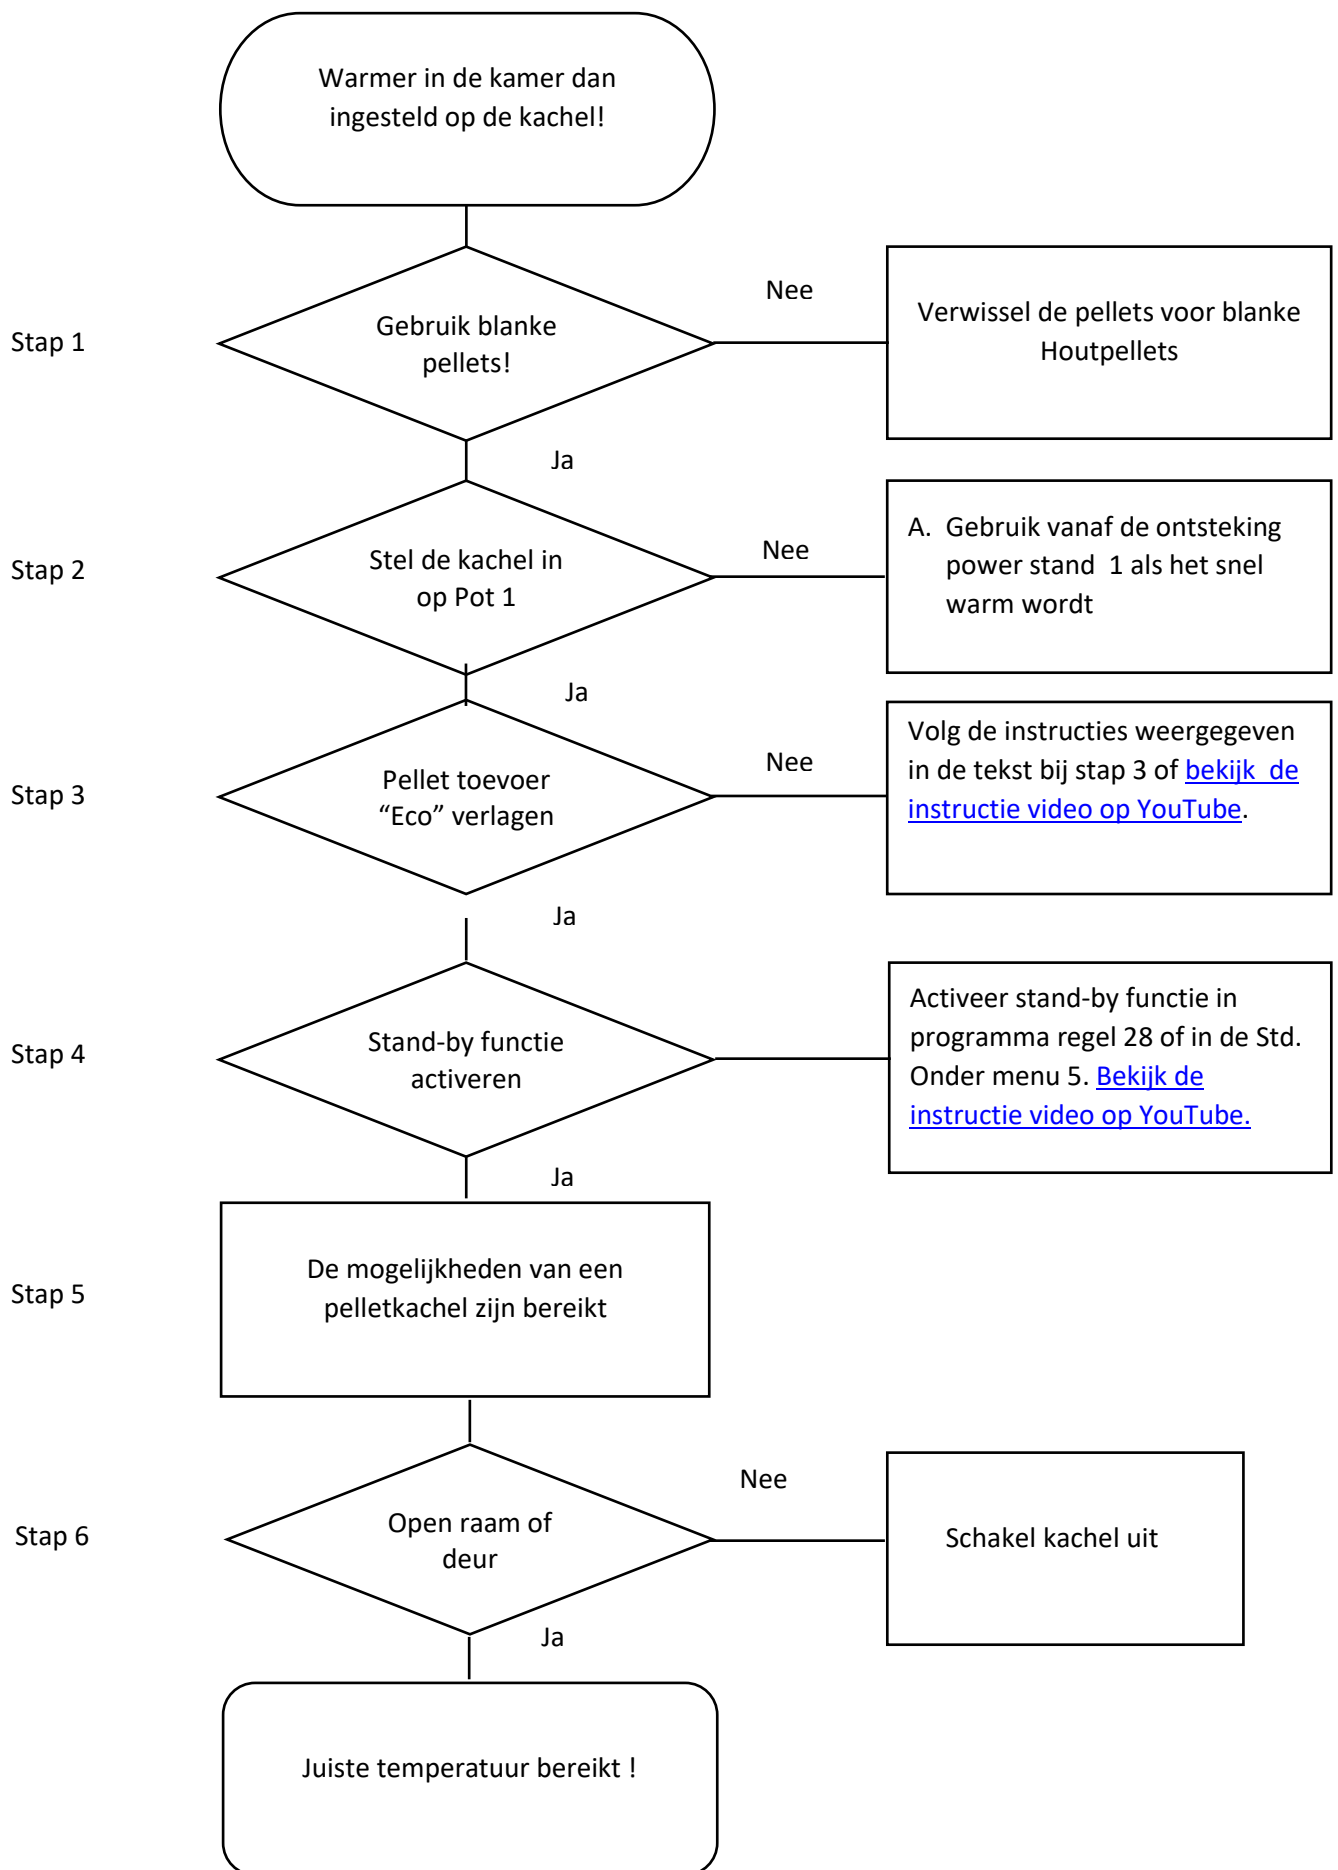 Warmer in de kamer dan
ingesteld op de kachel!
Stap 1
Gebruik blanke
pellets!
Nee
Verwissel de pellets voor blanke
Houtpellets
Ja
Stap 2
Stel de kachel in
op Pot 1
Nee
A. Gebruik vanaf de ontsteking
power stand 1 als het snel
warm wordt
Ja
Stap 3
Pellet toevoer
“Eco” verlagen
Nee
Volg de instructies weergegeven
in de tekst bij stap 3 of bekijk de
instructie video op YouTube.
Ja
Stap 4
Stand-by functie
activeren
Activeer stand-by functie in
programma regel 28 of in de Std.
Onder menu 5. Bekijk de
instructie video op YouTube.
Ja
Stap 5
De mogelijkheden van een
pelletkachel zijn bereikt
Stap 6
Open raam of
deur
Nee
Schakel kachel uit
Ja
Juiste temperatuur bereikt !